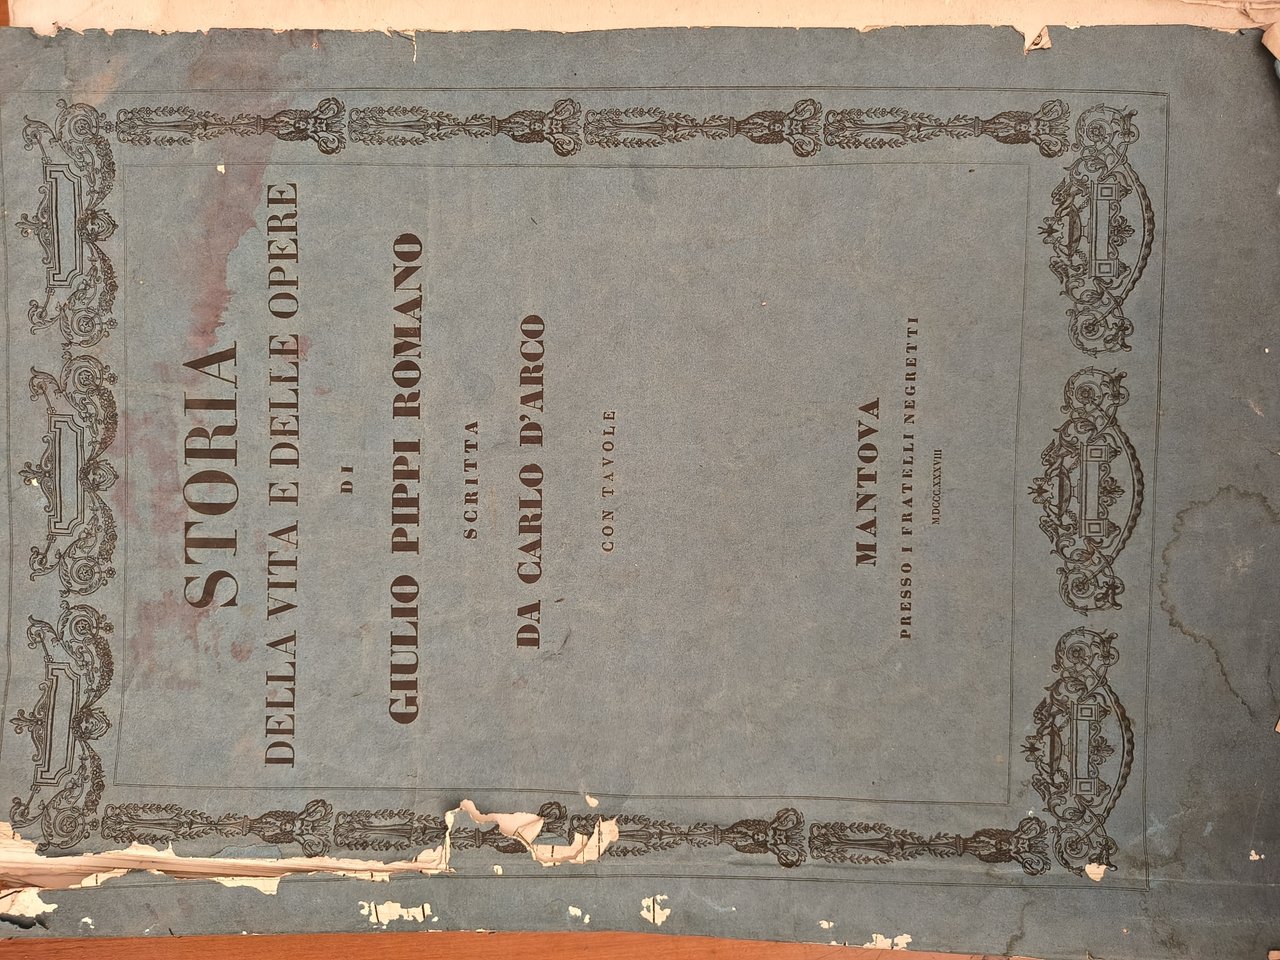 STORIA
DELLA VITA E DELLE OPERE
DI
GIULIO PIPPI ROMANO
SCRITTA
DA CARLO D'ARCO
CON TAVOLE
MANTOVA
PRESSO I FRATELLI NEGRETTI
MDCCCXXXVIII